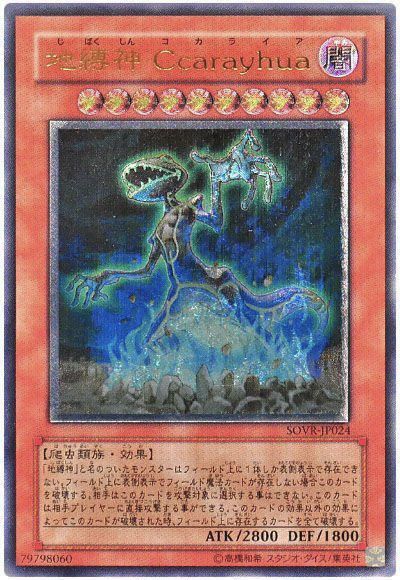 じばくしん コカライア
地縛神 Ccarayhua
闇
SOVR-JP024
【爬虫類族・効果】
「地縛神」と名のついたモンスターはフィールド上に1体しか表側表示で存在でき
ない。フィールド上に表側表示でフィールド魔法カードが存在しない場合このカード
を破壊する。相手はこのカードを攻撃対象に選択する事はできない。このカード
は相手プレイヤーに直接攻撃する事ができる。このカードの効果以外の効果に
よってこのカードが破壊された時、フィールド上に存在するカードを全て破壊する。
ATK/2800 DEF/1800
79798060
©高橋和希 スタジオ・ダイス/集英社